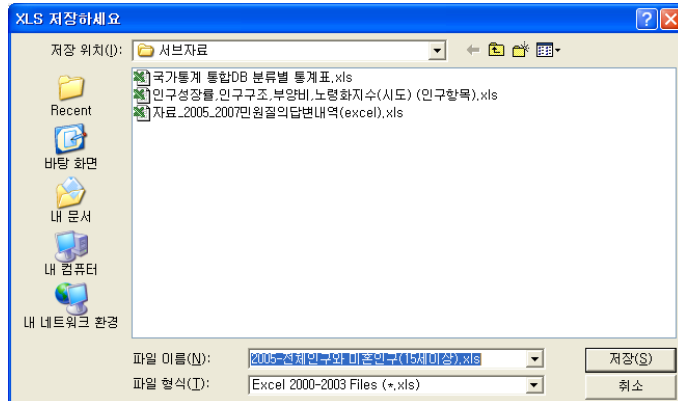 XLS 저장하세요
저장 위치(I): 서브자료
국가통계 통합DB 분류별 통계표.xls
인구성장률,인구구조,부양비,노령화지수(시도) (인구항목).xls
자료_2005_2007민원질의답변내역(excel).xls
Recent
바탕 화면
내 문서
내 컴퓨터
내 네트워크 환경
파일 이름(N): 2005-전체인구와 미혼인구(15세이상).xls 저장(S)
파일 형식(T): Excel 2000-2003 Files (*.xls) 취소